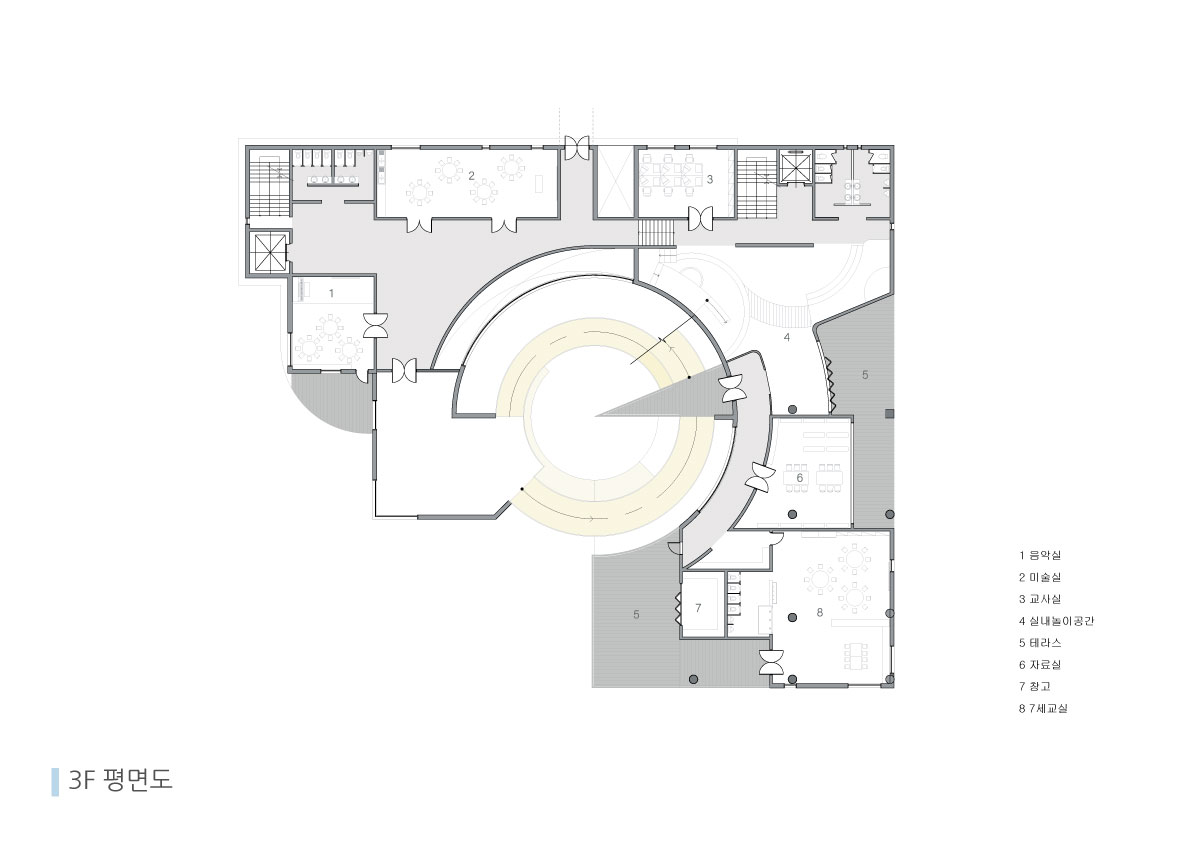 2
3
1
4
5
6
5
7
8
1 음악실
2 미술실
3 교사실
4 실내놀이공간
5 테라스
6 자료실
7 창고
8 7세교실
3F 평면도